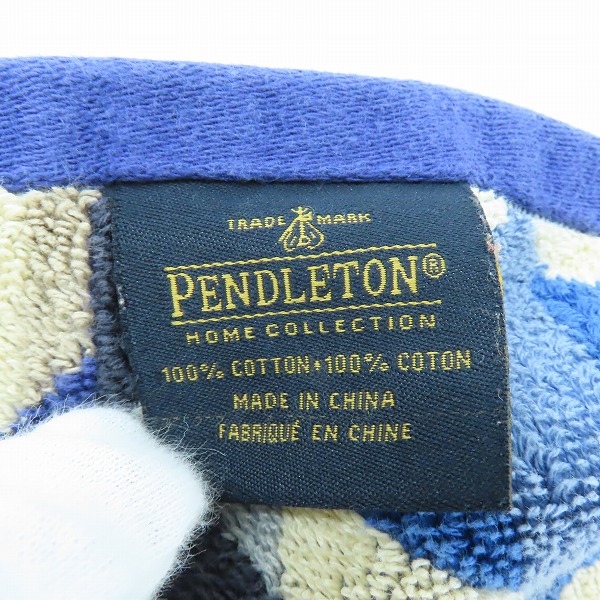 TRADE MARK
PENDLETON®
HOME COLLECTION
100% COTTON • 100% COTON
MADE IN CHINA
FABRIQUÉ EN CHINE